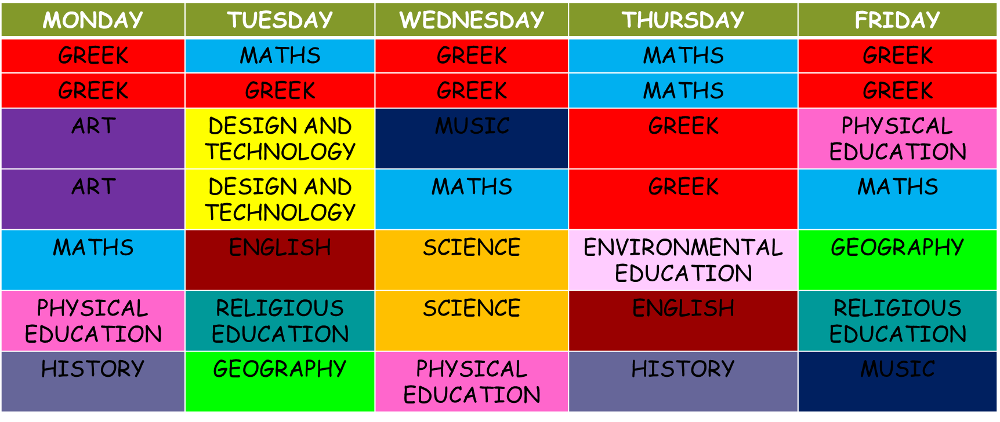 MONDAY TUESDAY WEDNESDAY THURSDAY FRIDAY
GREEK MATHS GREEK MATHS GREEK
GREEK GREEK GREEK MATHS GREEK
ART DESIGN AND MUSIC GREEK PHYSICAL
TECHNOLOGY EDUCATION
ART DESIGN AND MATHS GREEK MATHS
TECHNOLOGY
MATHS ENGLISH SCIENCE ENVIRONMENTAL GEOGRAPHY
EDUCATION
PHYSICAL RELIGIOUS SCIENCE ENGLISH RELIGIOUS
EDUCATION EDUCATION EDUCATION
HISTORY GEOGRAPHY PHYSICAL HISTORY MUSIC
EDUCATION